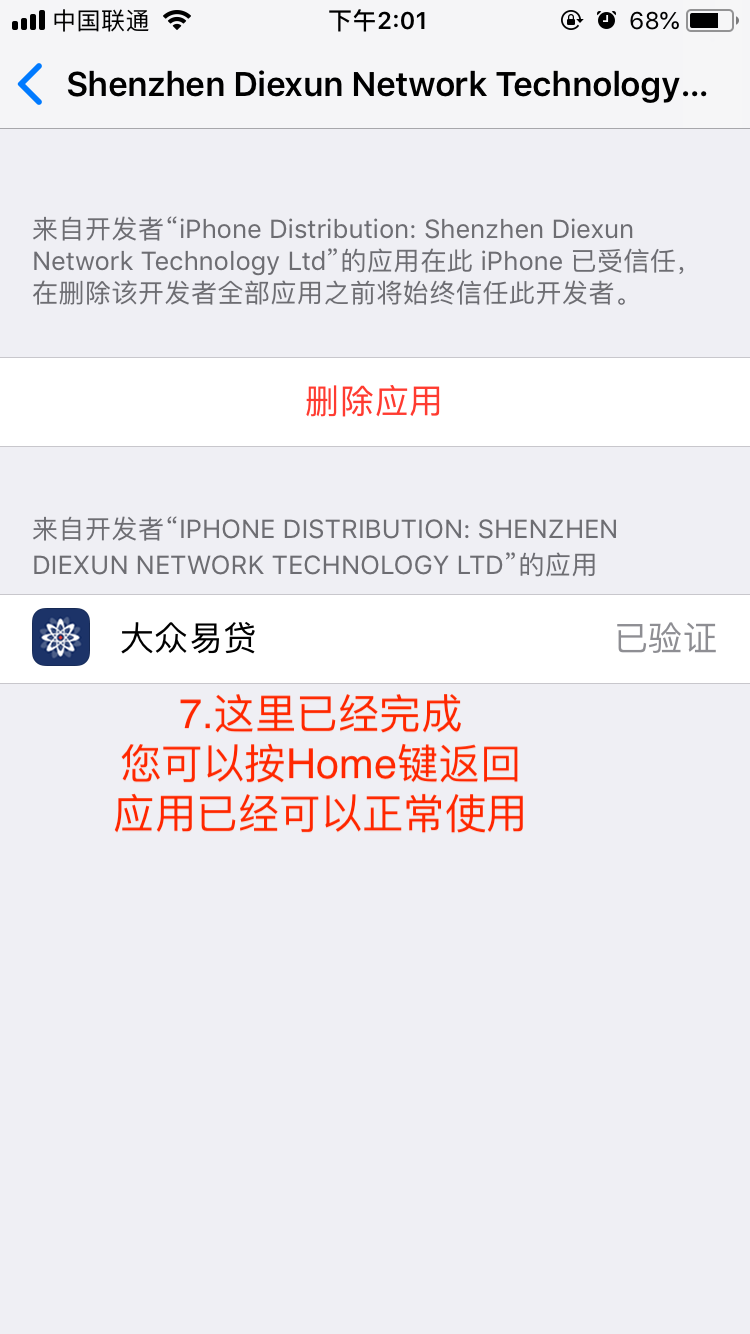 中国联通 下午2:01 68%
Shenzhen Diexun Network Technology...
来自开发者“iPhone Distribution: Shenzhen Diexun
Network Technology Ltd”的应用在此 iPhone 已受信任，
在删除该开发者全部应用之前将始终信任此开发者。
删除应用
来自开发者“IPHONE DISTRIBUTION: SHENZHEN
DIEXUN NETWORK TECHNOLOGY LTD”的应用
大众易贷 已验证
7.这里已经完成
您可以按Home键返回
应用已经可以正常使用